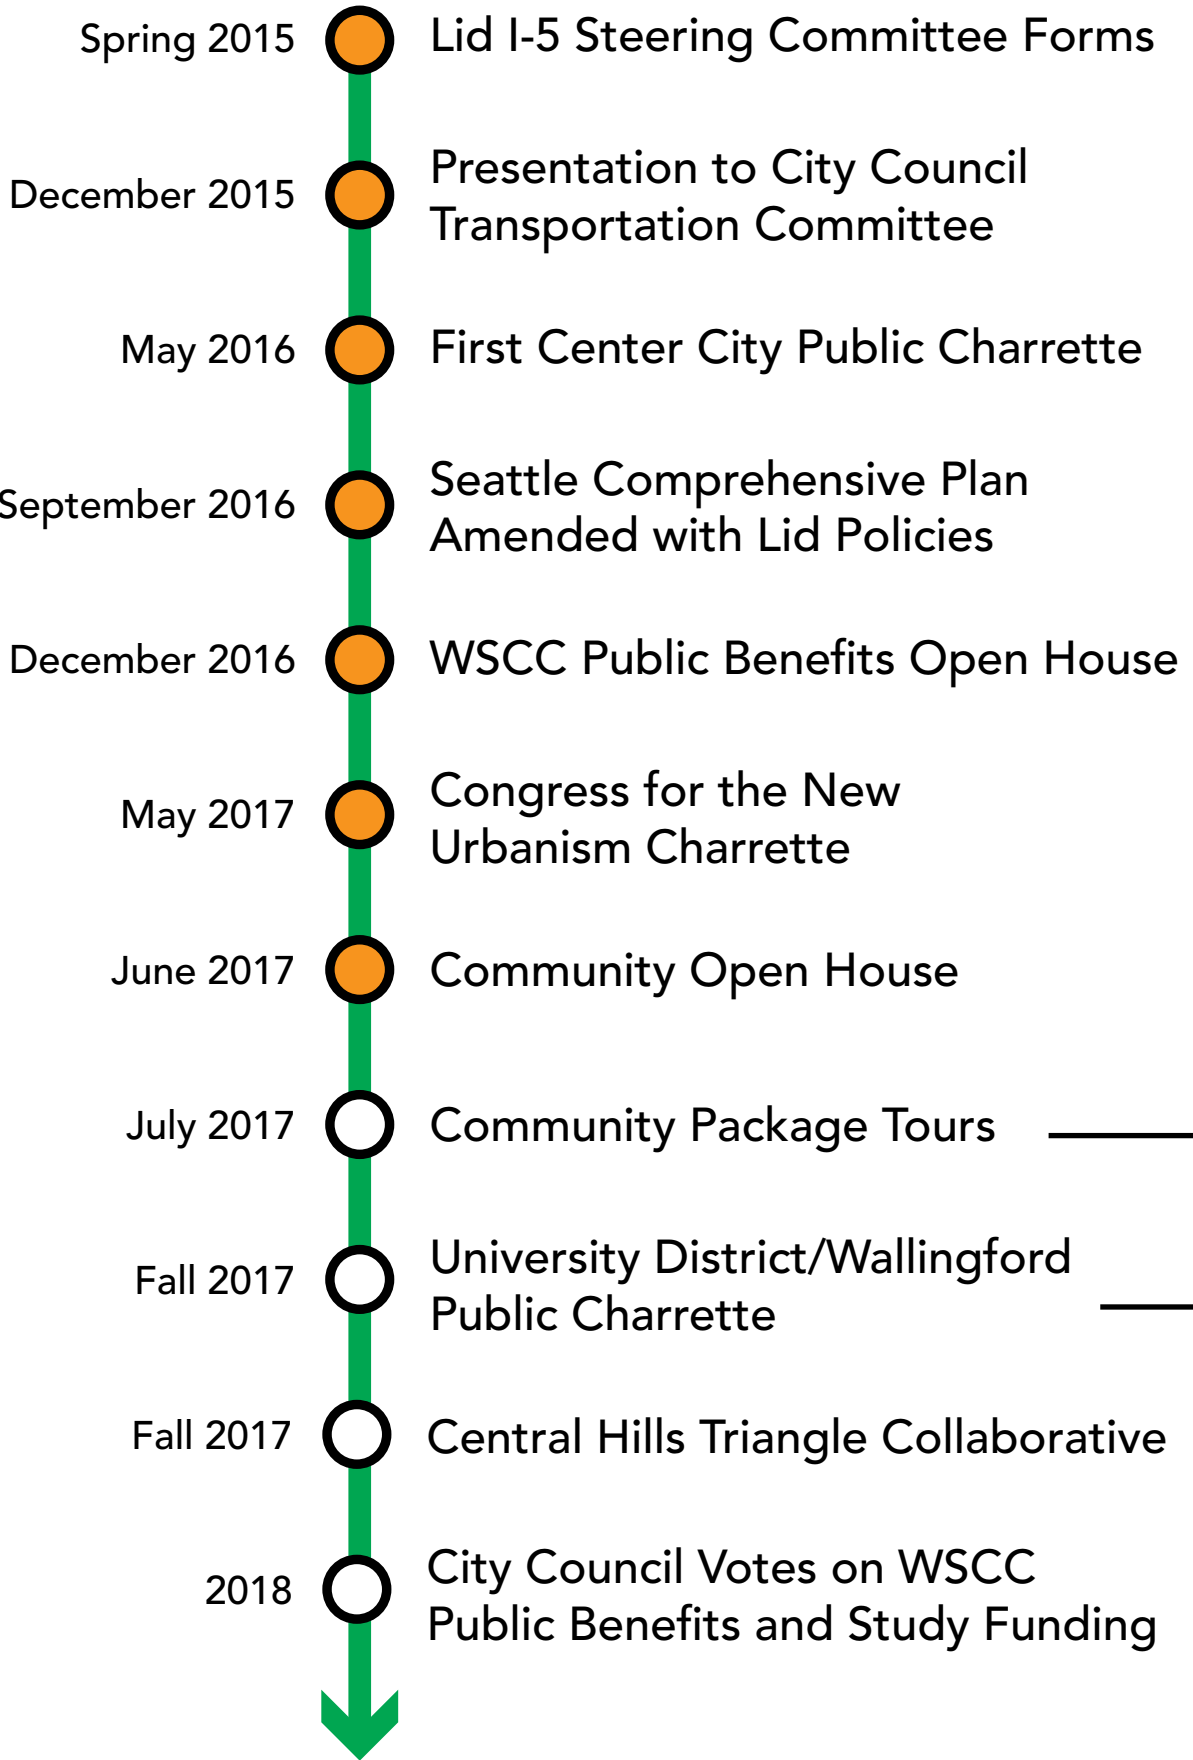 Spring 2015
Lid I-5 Steering Committee Forms
December 2015
Presentation to City Council
Transportation Committee
May 2016
First Center City Public Charrette
September 2016
Seattle Comprehensive Plan
Amended with Lid Policies
December 2016
WSCC Public Benefits Open House
May 2017
Congress for the New
Urbanism Charrette
June 2017
Community Open House
July 2017
Community Package Tours
Fall 2017
University District/Wallingford
Public Charrette
Fall 2017
Central Hills Triangle Collaborative
2018
City Council Votes on WSCC
Public Benefits and Study Funding